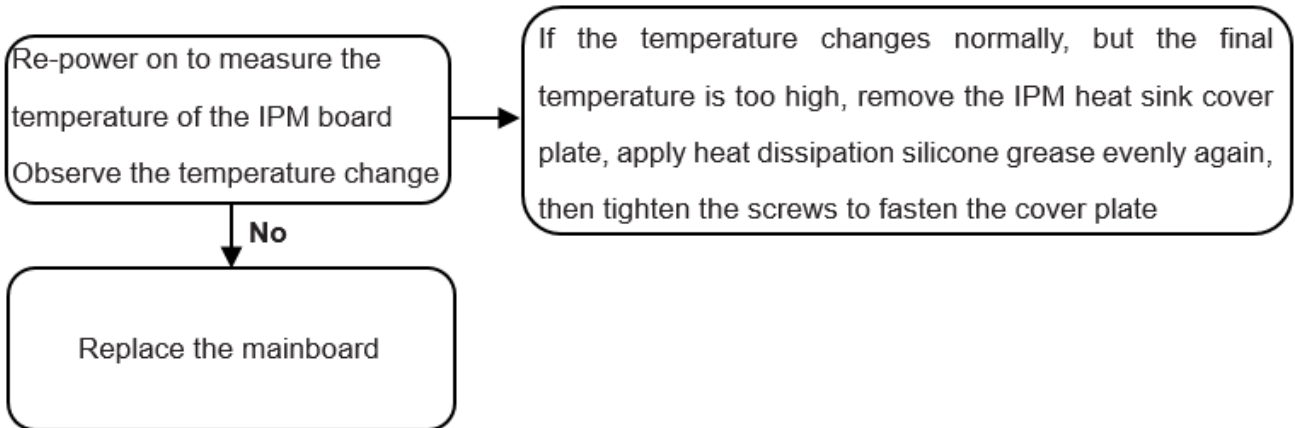 Re-power on to measure the
temperature of the IPM board
Observe the temperature change
If the temperature changes normally, but the final
temperature is too high, remove the IPM heat sink cover
plate, apply heat dissipation silicone grease evenly again,
then tighten the screws to fasten the cover plate
No
Replace the mainboard